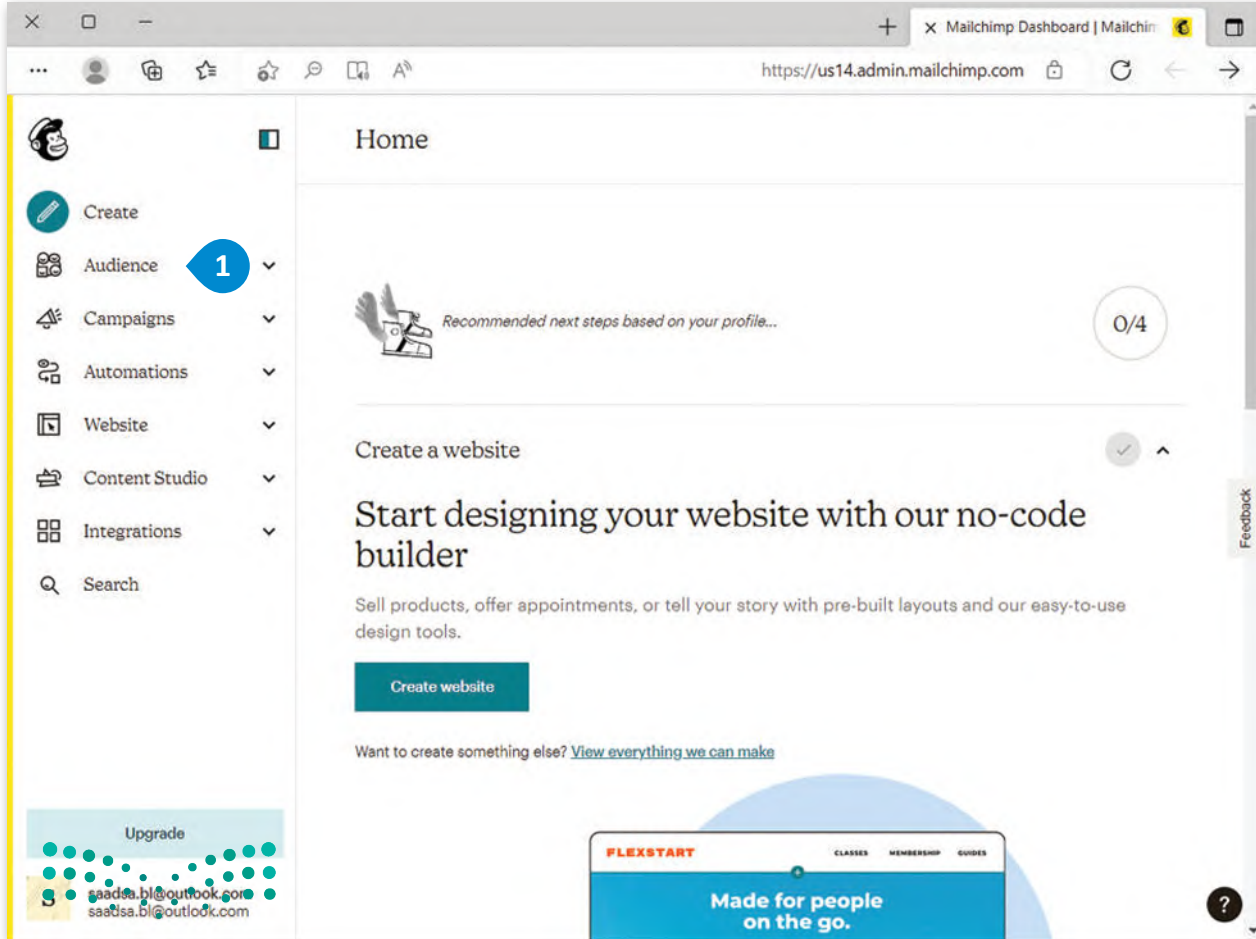 Mailchimp Dashboard | Mailchim
https://us14.admin.mailchimp.com
Home
Create
Audience
1
Campaigns
Automations
Website
Content Studio
Integrations
Search
Recommended next steps based on your profile...
0/4
Create a website
Start designing your website with our no-code
builder
Sell products, offer appointments, or tell your story with pre-built layouts and our easy-to-use
design tools.
Create website
Want to create something else? View everything we can make
Feedback
FLEXSTART
CLASSES MEMBERSHIP GUIDES
Made for people
on the go.
Upgrade
S
saadsa.bl@outlook.com
saadsa.bl@outlook.com
?